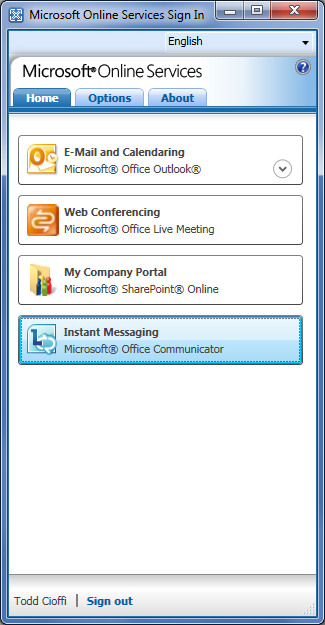 Microsoft Online Services Sign In
English
Microsoft® Online Services
?
Home Options About
E-Mail and Calendaring
Microsoft® Office Outlook®
Web Conferencing
Microsoft® Office Live Meeting
My Company Portal
Microsoft® SharePoint® Online
Instant Messaging
Microsoft® Office Communicator
Todd Cioffi | Sign out